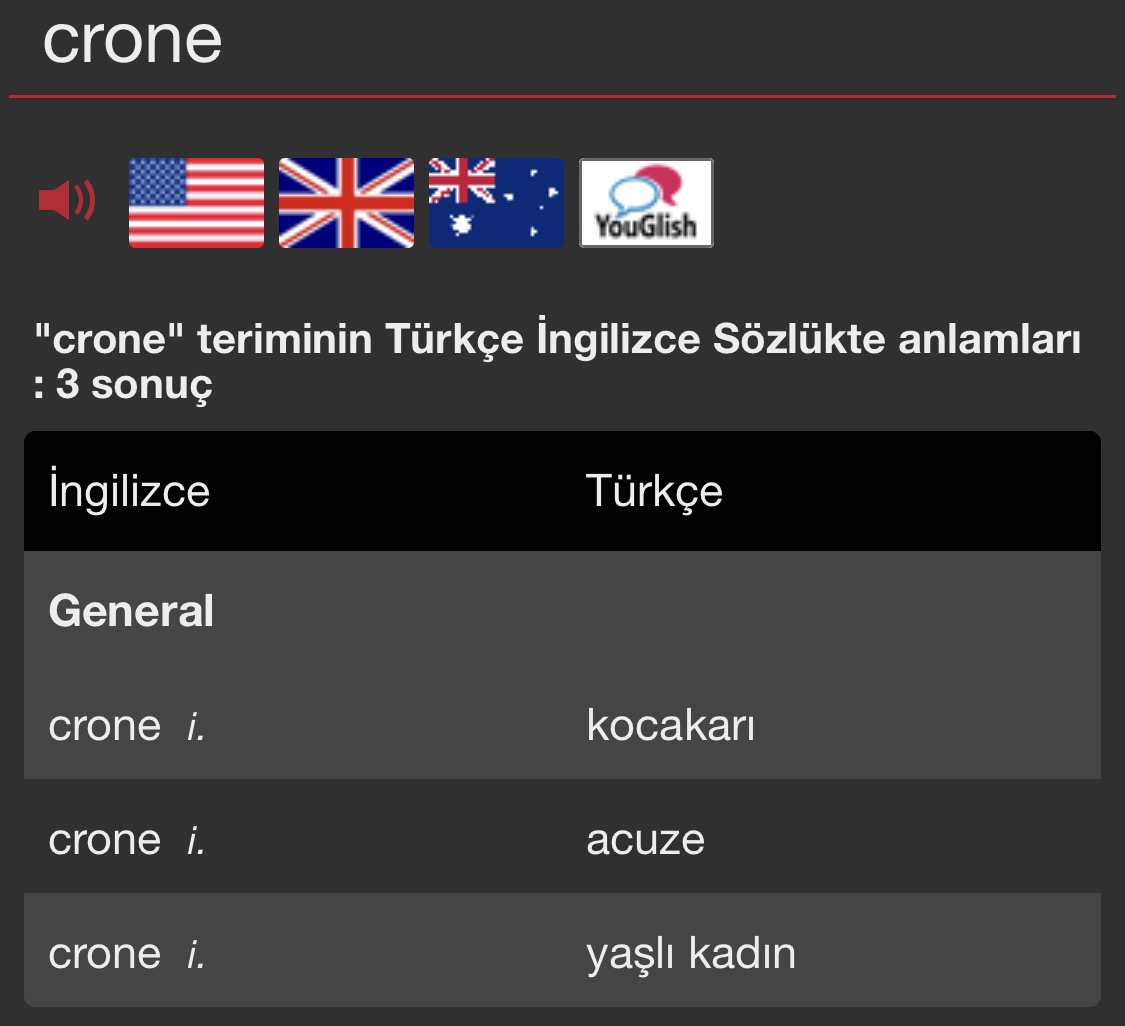 crone
YouGlish
"crone" teriminin Türkçe İngilizce Sözlükte anlamları
: 3 sonuç
İngilizce Türkçe
General
crone i. kocakarı
crone i. acuze
crone i. yaşlı kadın